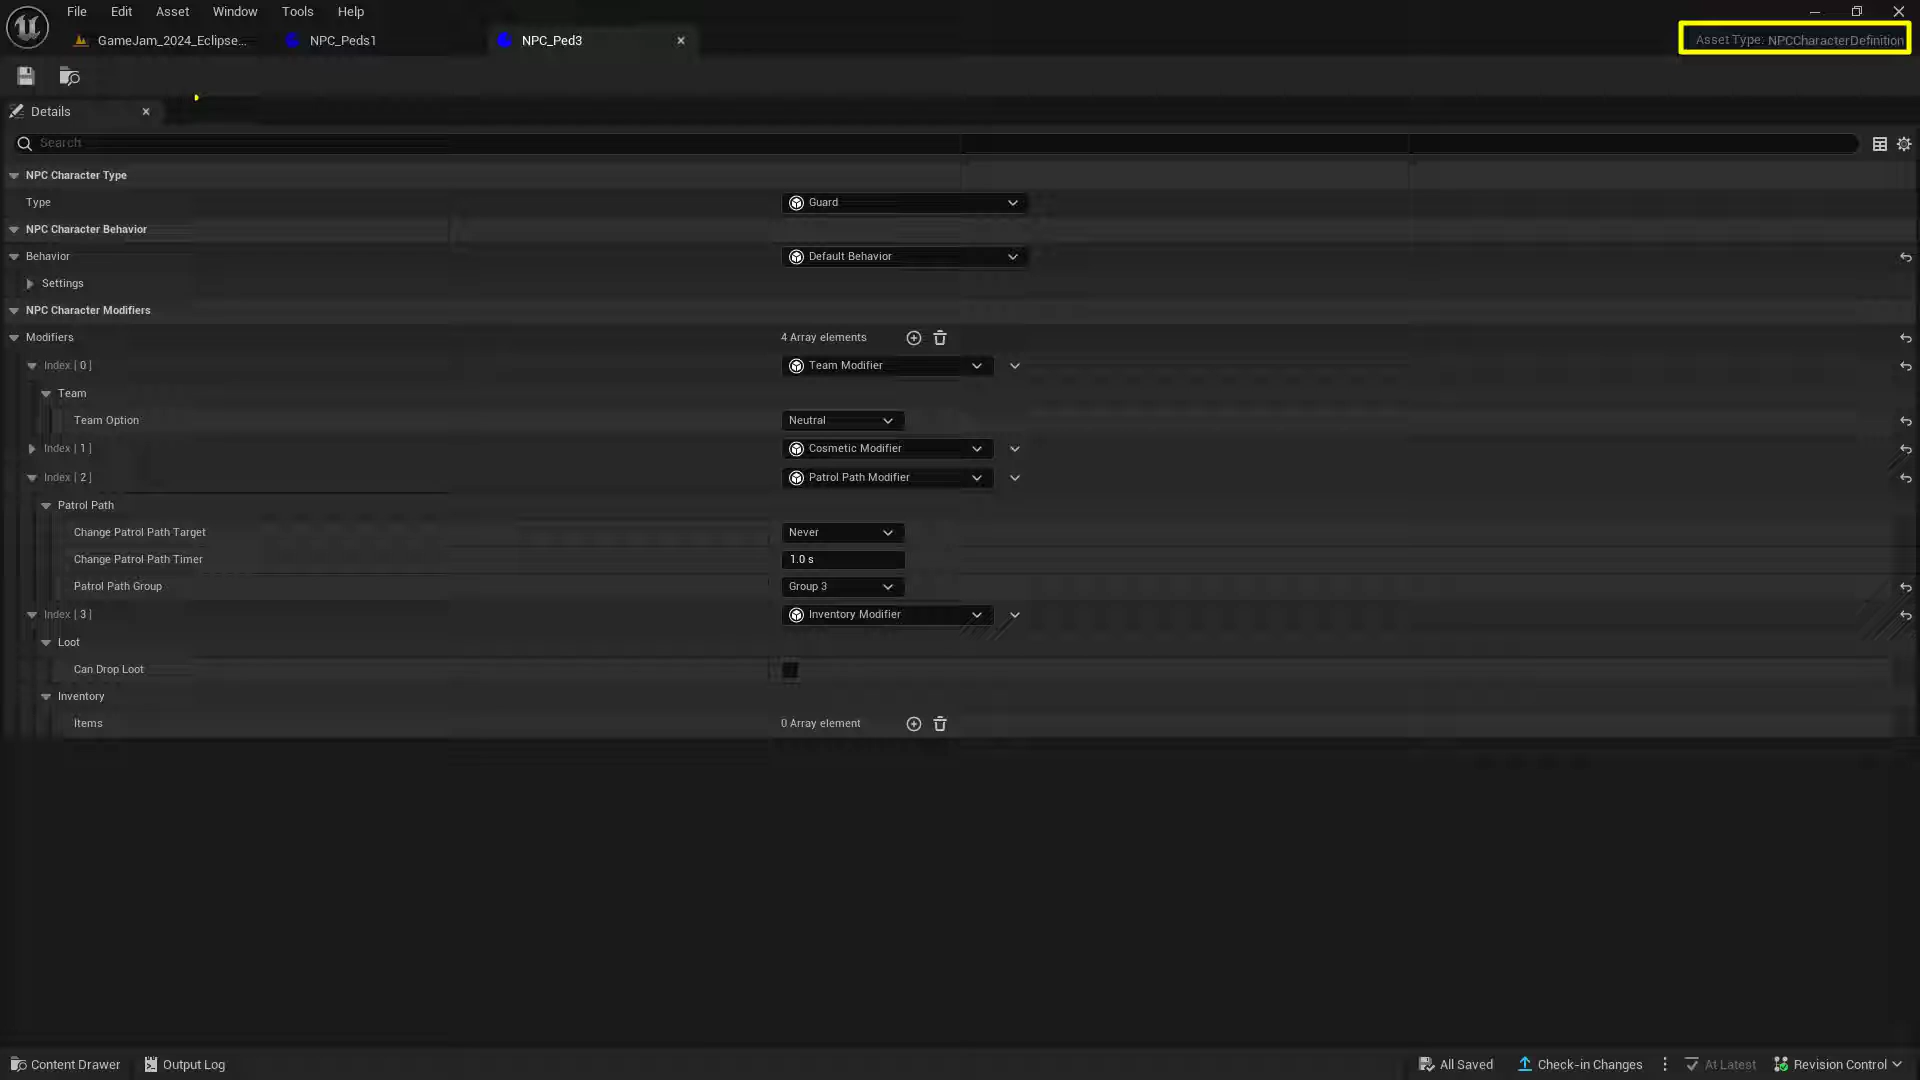 File Edit Asset Window Tools Help
GameJam_2024_Eclipse... NPC_Peds1 NPC_Ped3
Asset Type: NPCCharacterDefinition
Details
Search
NPC Character Type
Type Guard
NPC Character Behavior
Behavior Default Behavior
Settings
NPC Character Modifiers
Modifiers 4 Array elements
Index [ 0 ] Team Modifier
Team
Team Option Neutral
Index [ 1 ] Cosmetic Modifier
Index [ 2 ] Patrol Path Modifier
Patrol Path
Change Patrol Path Target Never
Change Patrol Path Timer 1.0 s
Patrol Path Group Group 3
Index [ 3 ] Inventory Modifier
Loot
Can Drop Loot
Inventory
Items 0 Array element
Content Drawer Output Log All Saved Check-in Changes At Latest Revision Control